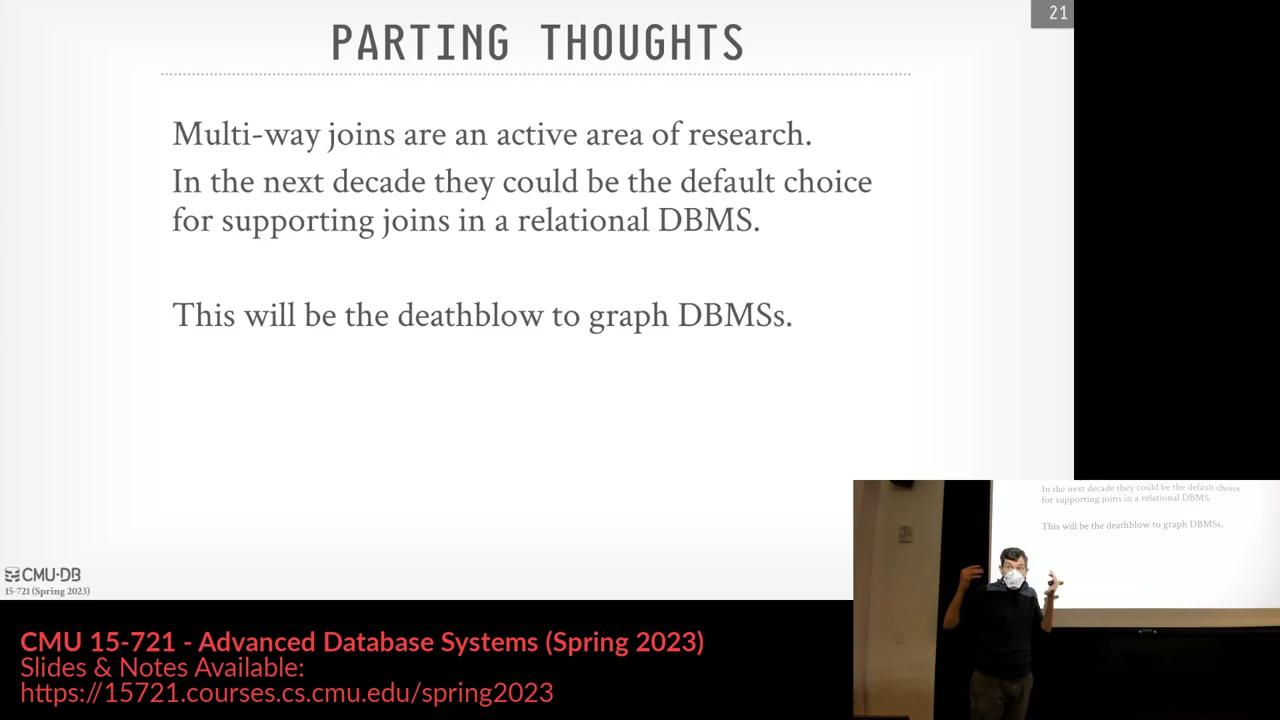 21
PARTING THOUGHTS
Multi-way joins are an active area of research.
In the next decade they could be the default choice
for supporting joins in a relational DBMS.
This will be the deathblow to graph DBMSs.
CMU·DB
15-721 (Spring 2023)
In the next decade they could be the default choice
for supporting joins in a relational DBMS.
This will be the deathblow to graph DBMSs.
CMU 15-721 - Advanced Database Systems (Spring 2023)
Slides & Notes Available:
https://15721.courses.cs.cmu.edu/spring2023